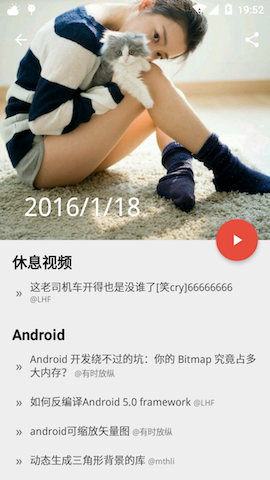 19:52
2016/1/18
休息视频
» 这老司机车开得也是没谁了[笑cry]66666666
@LHF
Android
» Android 开发绕不过的坑：你的 Bitmap 究竟占多
大内存？ @有时放纵
» 如何反编译Android 5.0 framework @LHF
» android可缩放矢量图 @有时放纵
» 动态生成三角形背景的库 @mthli